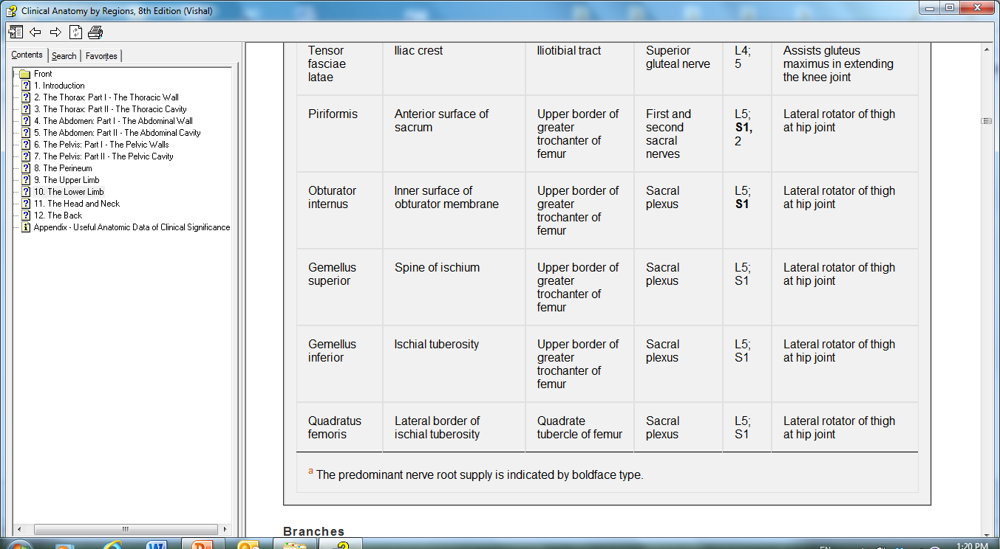 Clinical Anatomy by Regions, 8th Edition (Vishal)
Contents Search Favorites
Front
1. Introduction
2. The Thorax: Part I - The Thoracic Wall
3. The Thorax: Part II - The Thoracic Cavity
4. The Abdomen: Part I - The Abdominal Wall
5. The Abdomen: Part II - The Abdominal Cavity
6. The Pelvis: Part I - The Pelvic Walls
7. The Pelvis: Part II - The Pelvic Cavity
8. The Perineum
9. The Upper Limb
10. The Lower Limb
11. The Head and Neck
12. The Back
Appendix - Useful Anatomic Data of Clinical Significance
Tensor
fasciae
latae
Iliac crest
Iliotibial tract
Superior
gluteal nerve
L4;
5
Assists gluteus
maximus in extending
the knee joint
Piriformis
Anterior surface of
sacrum
Upper border of
greater
trochanter of
femur
First and
second
sacral
nerves
L5;
S1,
2
Lateral rotator of thigh
at hip joint
Obturator
internus
Inner surface of
obturator membrane
Upper border of
greater
trochanter of
femur
Sacral
plexus
L5;
S1
Lateral rotator of thigh
at hip joint
Gemellus
superior
Spine of ischium
Upper border of
greater
trochanter of
femur
Sacral
plexus
L5;
S1
Lateral rotator of thigh
at hip joint
Gemellus
inferior
Ischial tuberosity
Upper border of
greater
trochanter of
femur
Sacral
plexus
L5;
S1
Lateral rotator of thigh
at hip joint
Quadratus
femoris
Lateral border of
ischial tuberosity
Quadrate
tubercle of femur
Sacral
plexus
L5;
S1
Lateral rotator of thigh
at hip joint
a The predominant nerve root supply is indicated by boldface type.
Branches
EN
1:20 PM